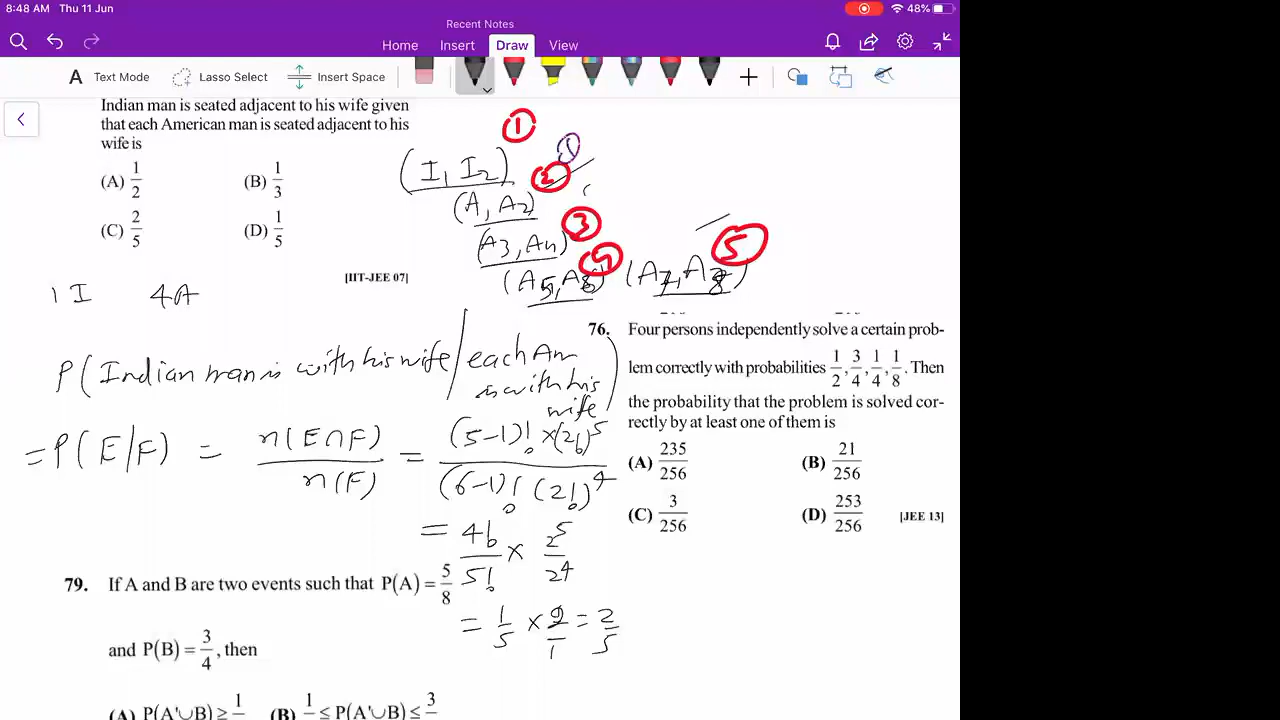 8:48 AM Thu 11 Jun
48%
Recent Notes
Home Insert Draw View
A Text Mode Lasso Select Insert Space
Indian man is seated adjacent to his wife given
that each American man is seated adjacent to his
wife is
(A) 1/2 (B) 1/3
(C) 2/5 (D) 1/5
[IIT-JEE 07]
(I, I2) 1 1
(A, A2) 2
(A3, A4) 3
(A5, A6) 4 (A7, A8) 5
1 I 4A
P(Indian man is with his wife / each Am
is with his
wife)
= P(E/F) = n(E∩F)/n(F) = (5-1)! × (2!)^5 / (6-1)! (2!)^4
= 4!/5! × 2^5/2^4
= 1/5 × 2/1 = 2/5
76. Four persons independently solve a certain prob-
lem correctly with probabilities 1/2, 3/4, 1/4, 1/8. Then
the probability that the problem is solved cor-
rectly by at least one of them is
(A) 235/256 (B) 21/256
(C) 3/256 (D) 253/256 [JEE 13]
79. If A and B are two events such that P(A) = 5/8
and P(B) = 3/4, then
(A) P(A'∪B) ≥ 1 (B) 1 ≤ P(A'∪B) ≤ 3